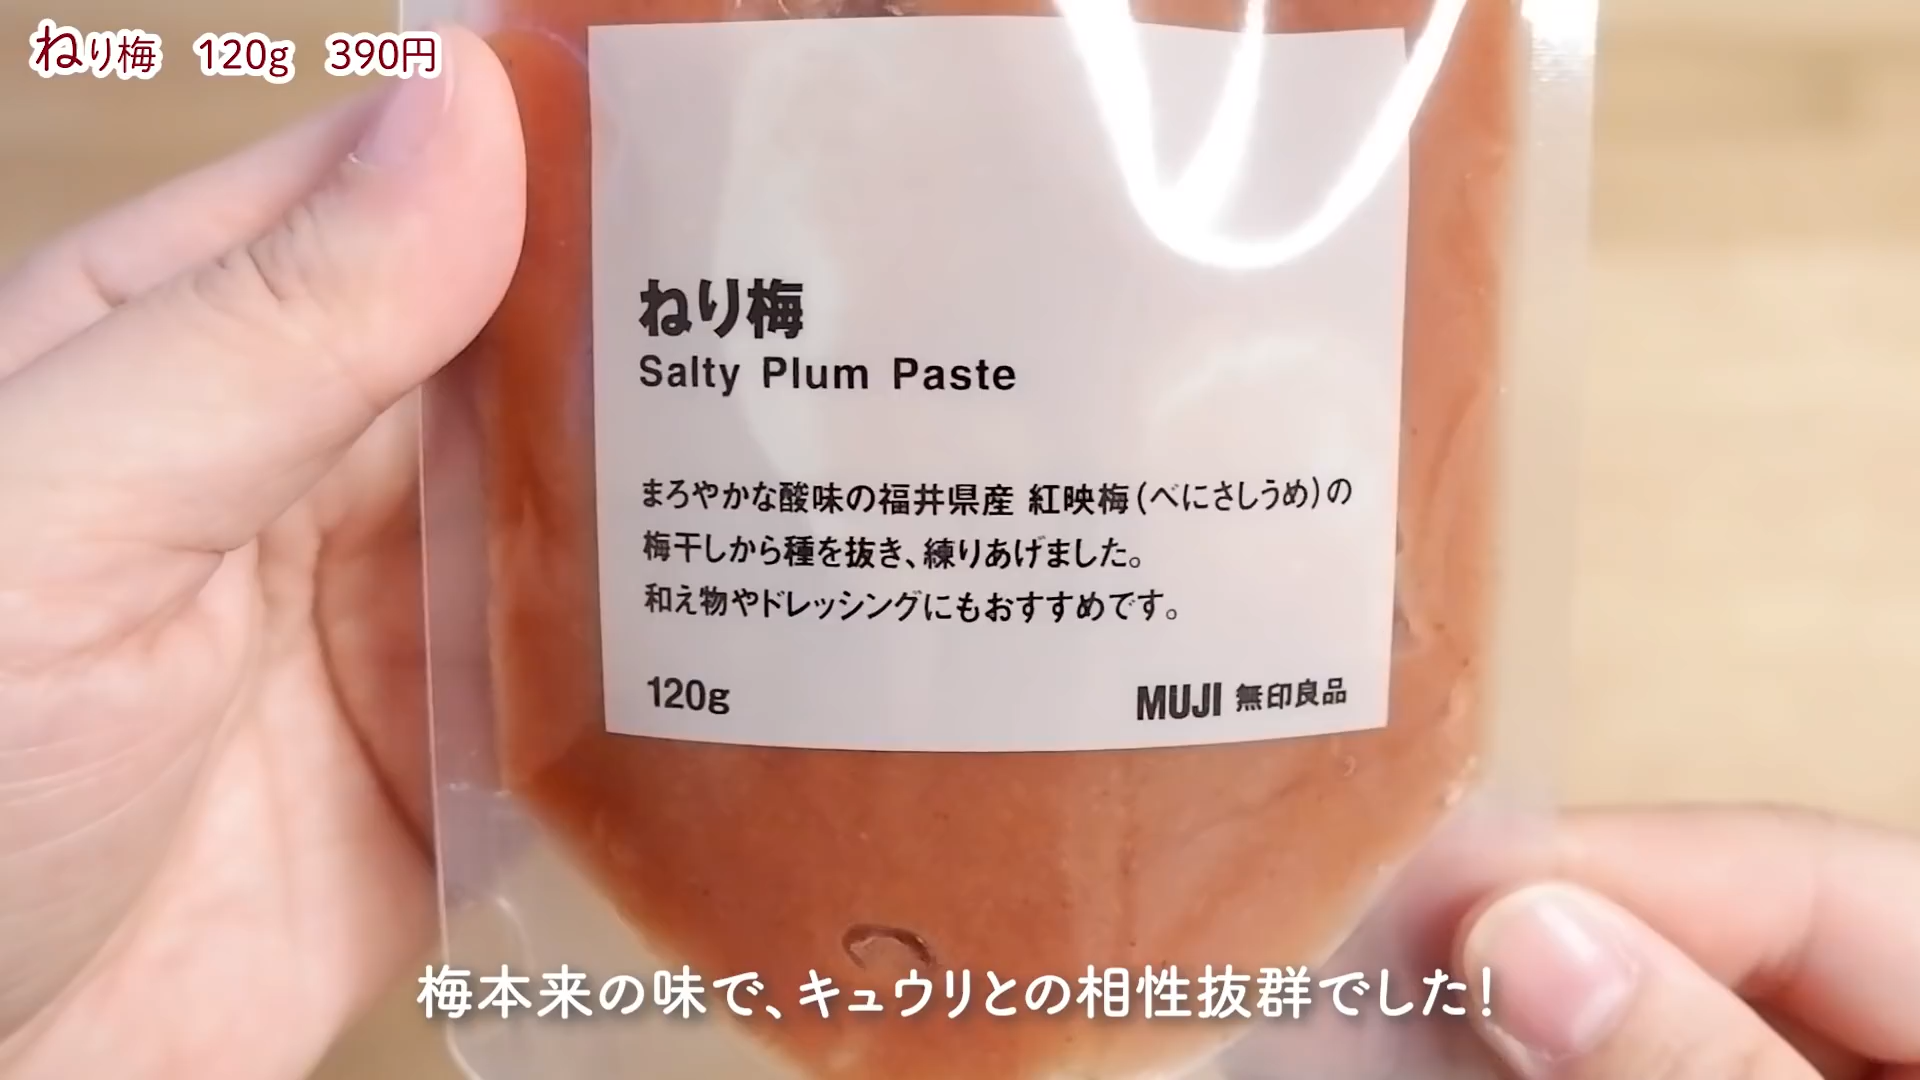 ねり梅 120g 390円
ねり梅
Salty Plum Paste
まろやかな酸味の福井県産 紅映梅(べにさしうめ)の
梅干しから種を抜き、練りあげました。
和え物やドレッシングにもおすすめです。
120g
MUJI 無印良品
梅本来の味で、キュウリとの相性抜群でした!